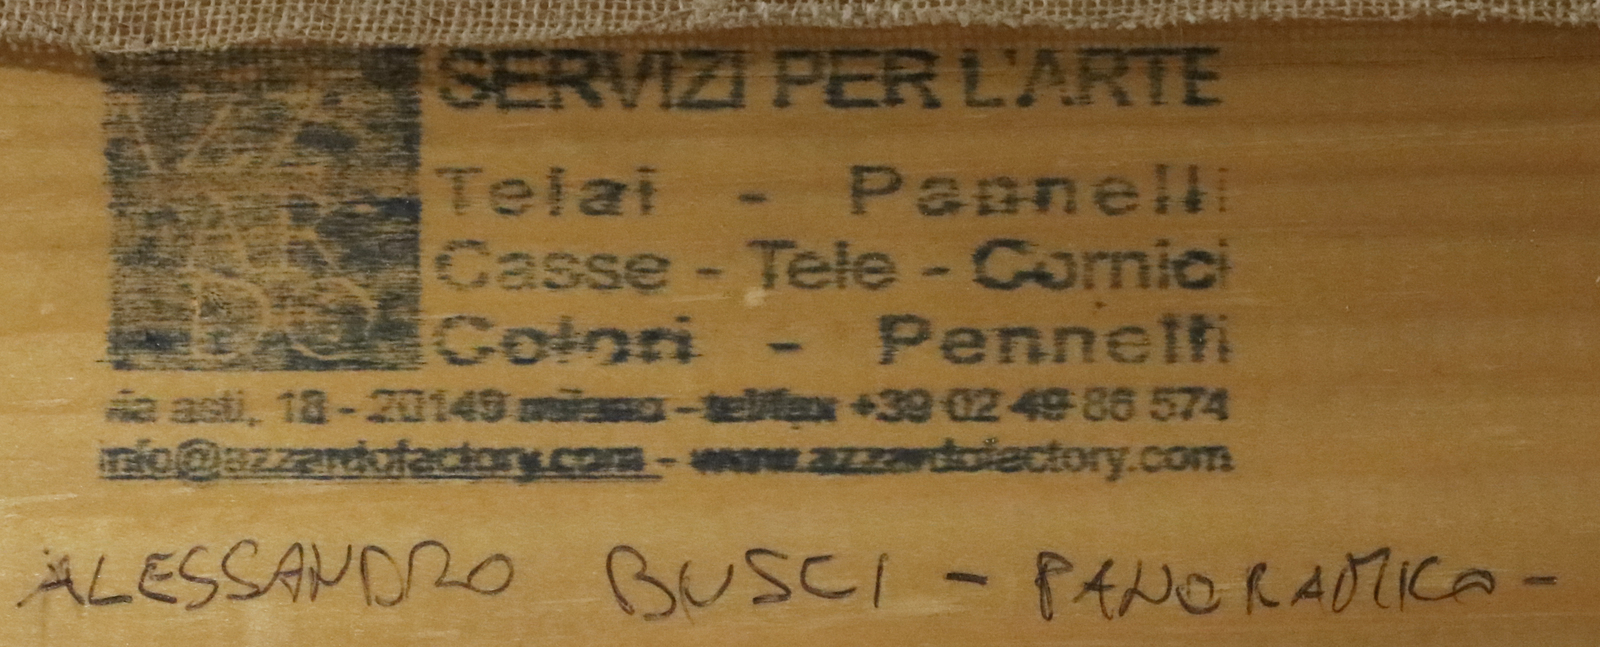 SERVIZI PER L'ARTE
Telai - Pannelli
Casse - Tele - Cornici
Colori - Pennelli
via asti, 18 - 20149 milano - tel/fax +39 02 49 86 574
info@azzardofactory.com - www.azzardofactory.com
ALESSANDRO BUSCI - PANORAMICA -